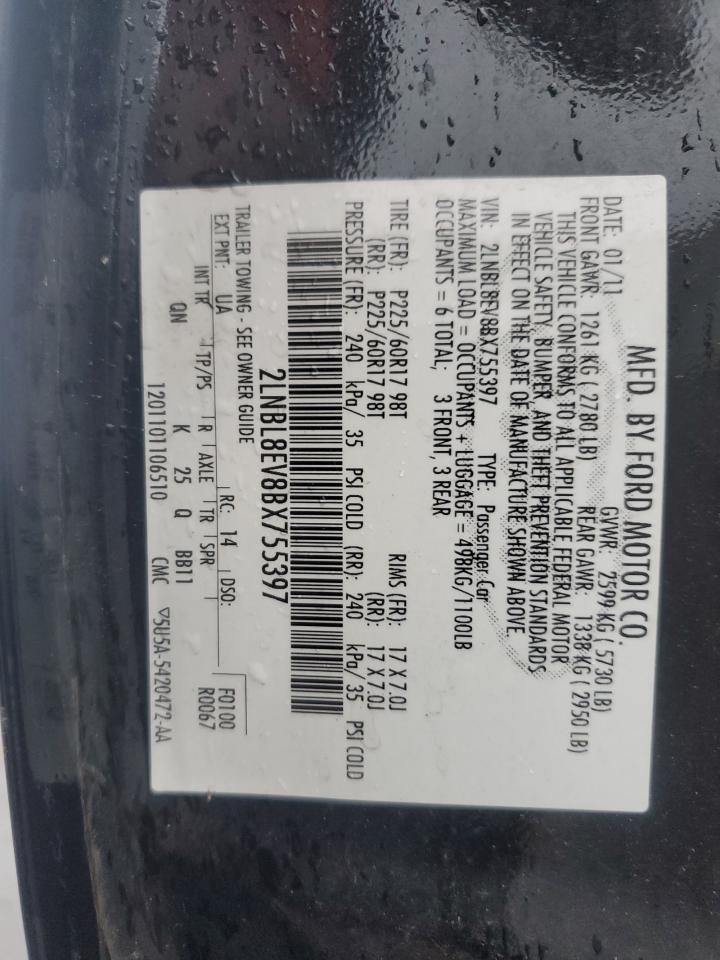 MFD. BY FORD MOTOR CO.
DATE: 01/11 GVWR: 2599 KG ( 5730 LB)
FRONT GAWR: 1261 KG ( 2780 LB) REAR GAWR: 1338 KG ( 2950 LB)
THIS VEHICLE CONFORMS TO ALL APPLICABLE FEDERAL MOTOR
VEHICLE SAFETY, BUMPER, AND THEFT PREVENTION STANDARDS
IN EFFECT ON THE DATE OF MANUFACTURE SHOWN ABOVE.
VIN: 2LNBL8EV8BX755397 TYPE: Passenger Car
MAXIMUM LOAD = OCCUPANTS + LUGGAGE = 498KG/1100LB
OCCUPANTS = 6 TOTAL; 3 FRONT, 3 REAR
TIRE (FR): P225/60R17 98T RIMS (FR): 17 X 7.0J
(RR): P225/60R17 98T (RR): 17 X 7.0J
PRESSURE (FR): 240 kPa/ 35 PSI COLD (RR): 240 kPa/ 35 PSI COLD
2LNBL8EV8BX755397
TRAILER TOWING - SEE OWNER GUIDE
EXT PNT: UA RC: 14 DSO: F0100
R0067
INT TR TP/PS R AXLE TR SPR
QN K 25 Q BB11
1201101106510 CMC ▽5U5A-5420472-AA